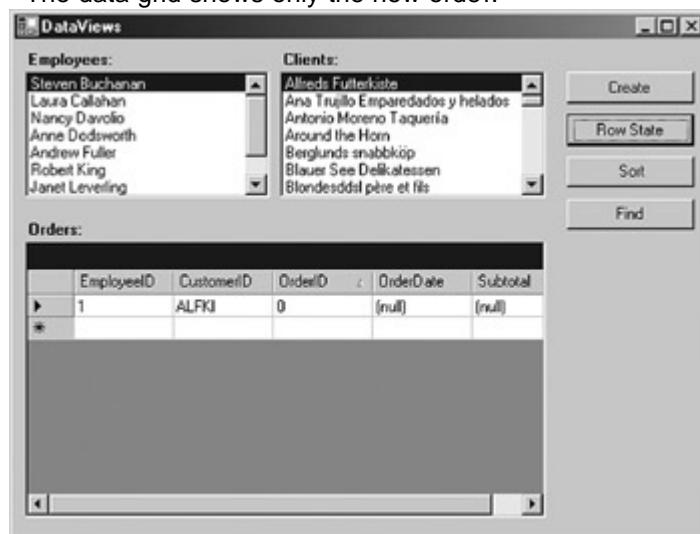 The data grid shows only the new order.
DataViews
Employees:
Steven Buchanan
Laura Callahan
Nancy Davolio
Anne Dodsworth
Andrew Fuller
Robert King
Janet Leverling
Clients:
Alfreds Futterkiste
Ana Trujillo Emparedados y helados
Antonio Moreno Taquería
Around the Horn
Berglunds snabbköp
Blauer See Delikatessen
Blondesddsl père et fils
Create
Row State
Sort
Find
Orders:
EmployeeID CustomerID OrderID OrderDate Subtotal
1 ALFKI 0 (null) (null)